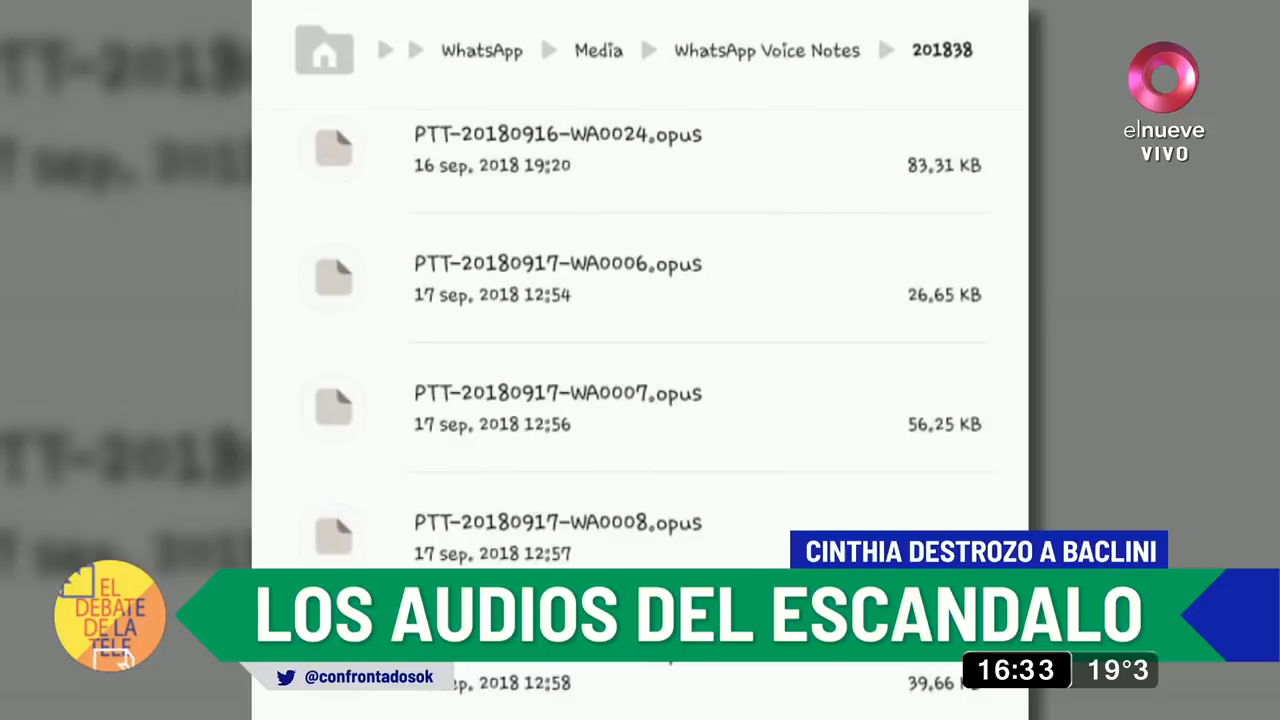 WhatsApp Media WhatsApp Voice Notes 201838
PTT-20180916-WA0024.opus
16 sep. 2018 19:20 83,31 KB
PTT-20180917-WA0006.opus
17 sep. 2018 12:54 26,65 KB
PTT-20180917-WA0007.opus
17 sep. 2018 12:56 56,25 KB
PTT-20180917-WA0008.opus
17 sep. 2018 12:57
sep. 2018 12:58 39,66
elnueve
VIVO
CINTHIA DESTROZO A BACLINI
LOS AUDIOS DEL ESCANDALO
EL
DEBATE
DE LA
TELE
@confrontadosok
16:33 19°3